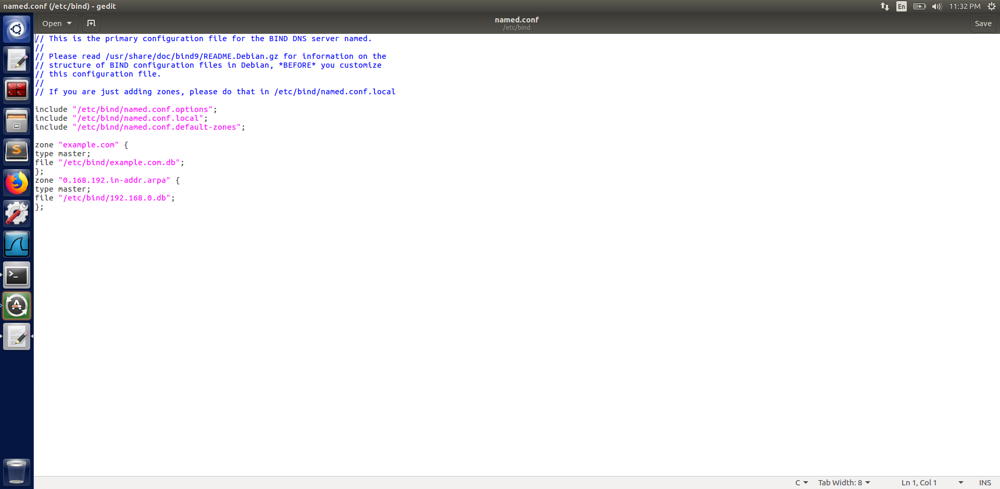 named.conf (/etc/bind) - gedit
En
11:32 PM
Open
named.conf
/etc/bind
Save
// This is the primary configuration file for the BIND DNS server named.
//
// Please read /usr/share/doc/bind9/README.Debian.gz for information on the
// structure of BIND configuration files in Debian, *BEFORE* you customize
// this configuration file.
//
// If you are just adding zones, please do that in /etc/bind/named.conf.local
include "/etc/bind/named.conf.options";
include "/etc/bind/named.conf.local";
include "/etc/bind/named.conf.default-zones";
zone "example.com" {
type master;
file "/etc/bind/example.com.db";
};
zone "0.168.192.in-addr.arpa" {
type master;
file "/etc/bind/192.168.0.db";
};
C
Tab Width: 8
Ln 1, Col 1
INS